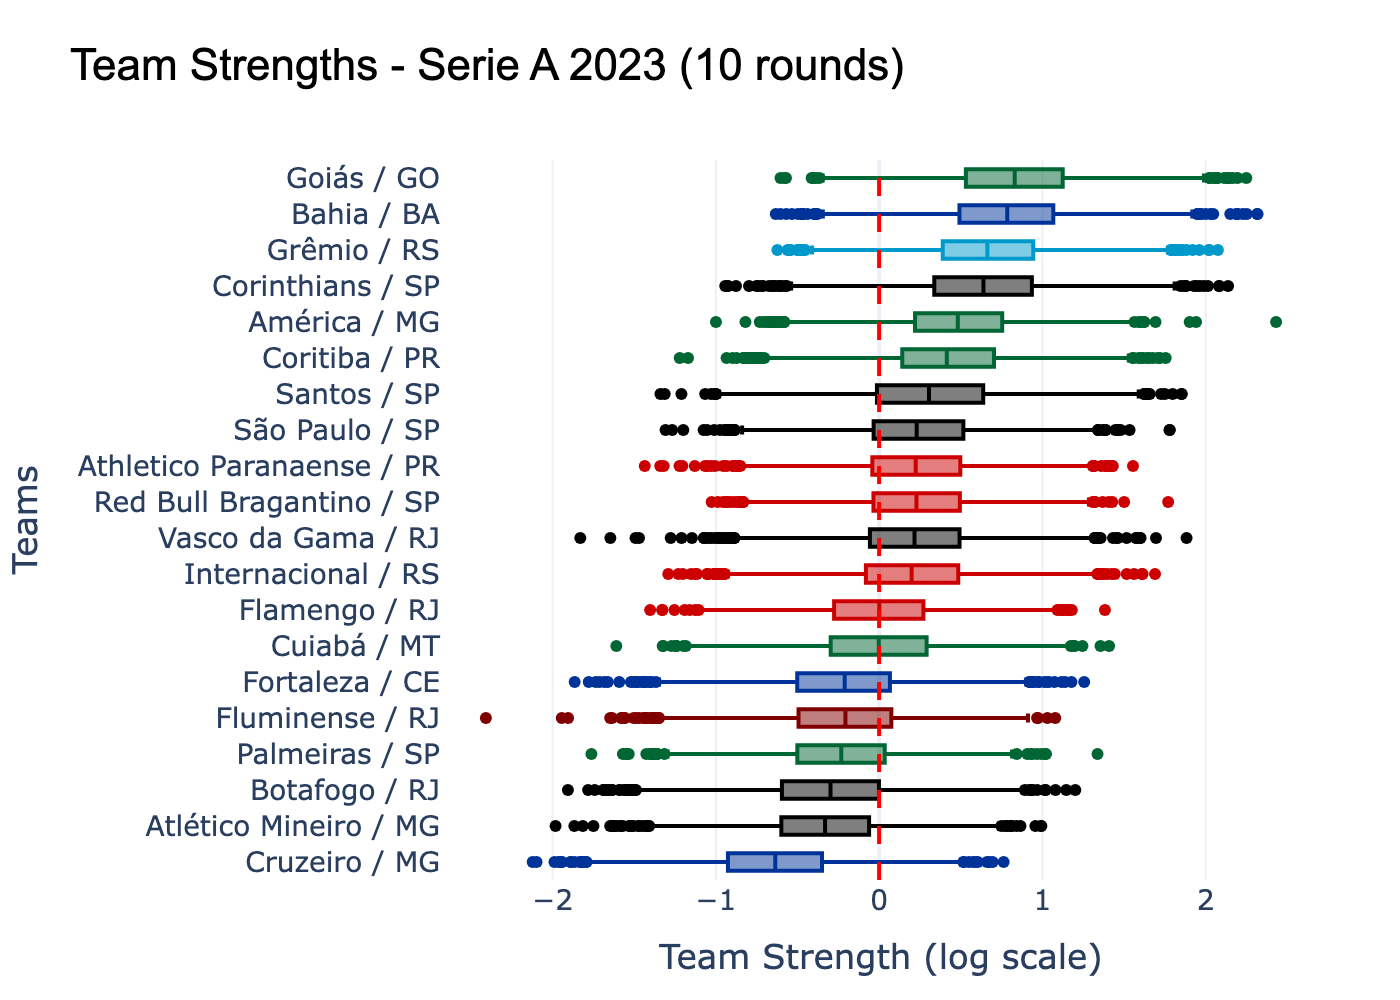 Team Strengths - Serie A 2023 (10 rounds)
Goiás / GO
Bahia / BA
Grêmio / RS
Corinthians / SP
América / MG
Coritiba / PR
Santos / SP
São Paulo / SP
Athletico Paranaense / PR
Red Bull Bragantino / SP
Vasco da Gama / RJ
Internacional / RS
Flamengo / RJ
Cuiabá / MT
Fortaleza / CE
Fluminense / RJ
Palmeiras / SP
Botafogo / RJ
Atlético Mineiro / MG
Cruzeiro / MG
Teams
−2 −1 0 1 2
Team Strength (log scale)